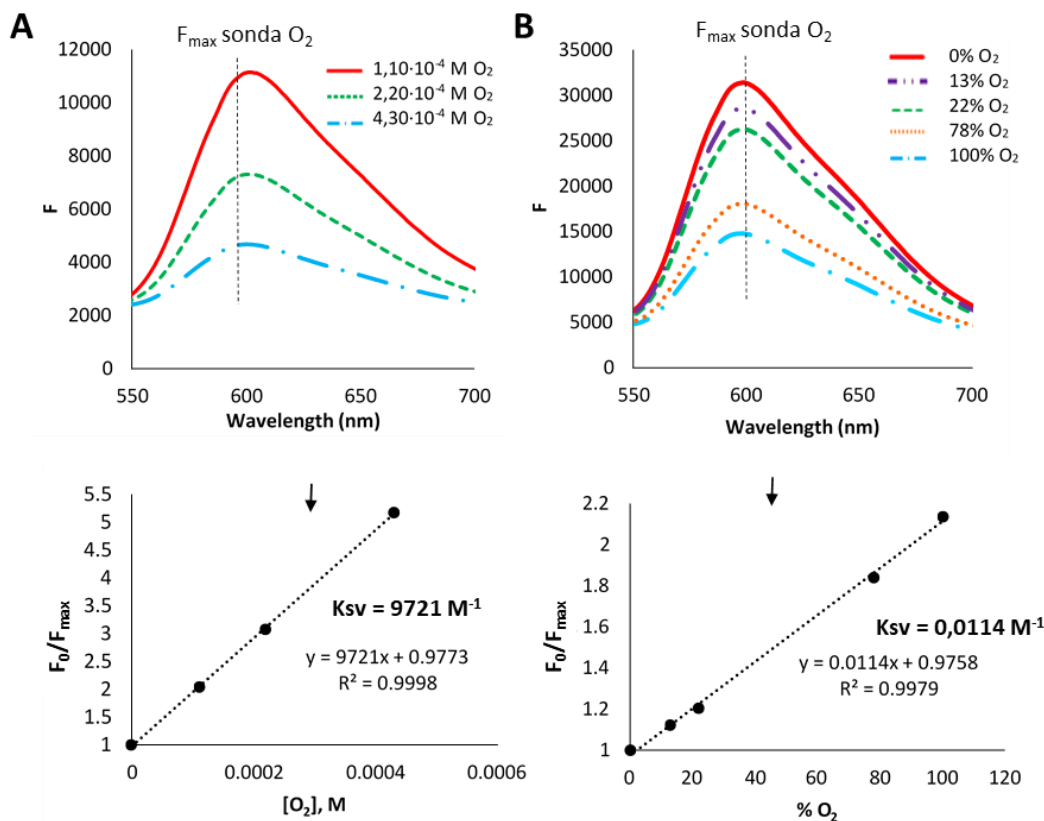 A
F_max sonda O₂
12000
10000
8000
6000
4000
2000
0
F
1,10·10⁻⁴ M O₂
2,20·10⁻⁴ M O₂
4,30·10⁻⁴ M O₂
550 600 650 700
Wavelength (nm)
B
F_max sonda O₂
35000
30000
25000
20000
15000
10000
5000
0
F
0% O₂
13% O₂
22% O₂
78% O₂
100% O₂
550 600 650 700
Wavelength (nm)
5.5
5
4.5
4
3.5
3
2.5
2
1.5
1
F₀/F_max
Ksv = 9721 M⁻¹
y = 9721x + 0.9773
R² = 0.9998
0 0.0002 0.0004 0.0006
[O₂], M
2.2
2
1.8
1.6
1.4
1.2
1
F₀/F_max
Ksv = 0,0114 M⁻¹
y = 0.0114x + 0.9758
R² = 0.9979
0 20 40 60 80 100 120
% O₂